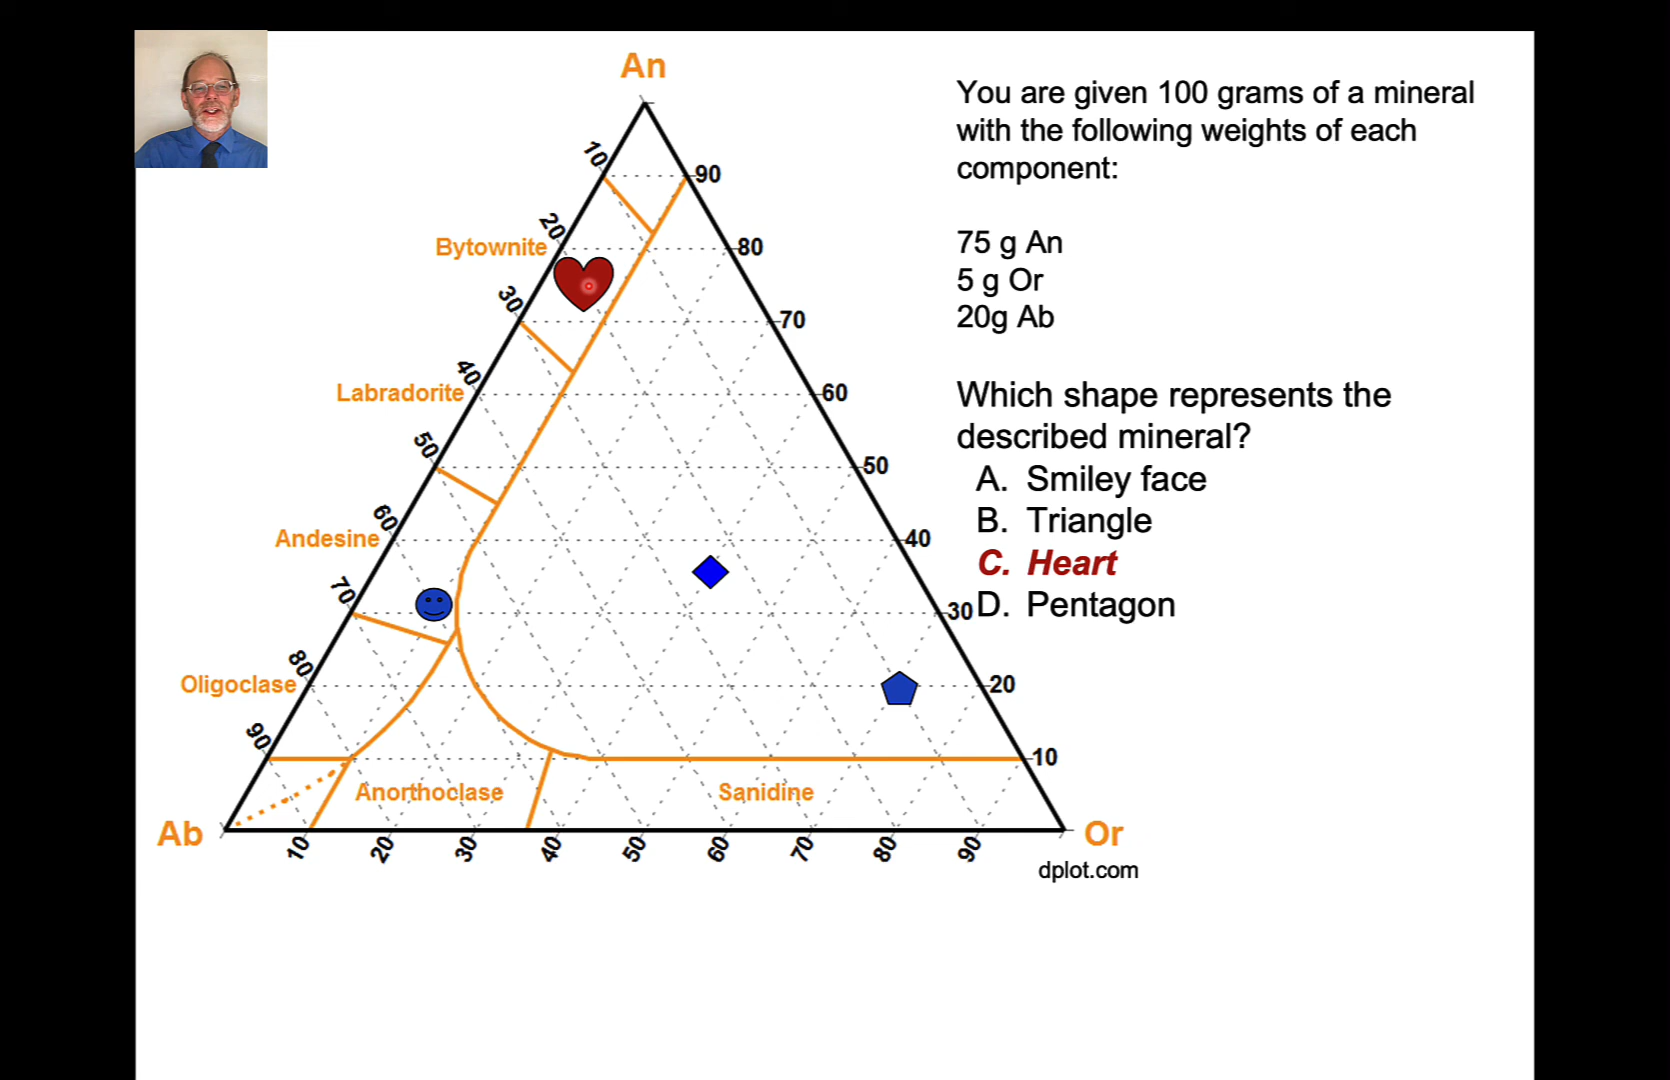 An
10
90
20
80
Bytownite
30
70
40
60
Labradorite
50
50
60
40
Andesine
70
30
80
20
Oligoclase
90
10
Anorthoclase
Sanidine
Ab
Or
10
20
30
40
50
60
70
80
90
dplot.com
You are given 100 grams of a mineral
with the following weights of each
component:
75 g An
5 g Or
20g Ab
Which shape represents the
described mineral?
A. Smiley face
B. Triangle
C. Heart
D. Pentagon